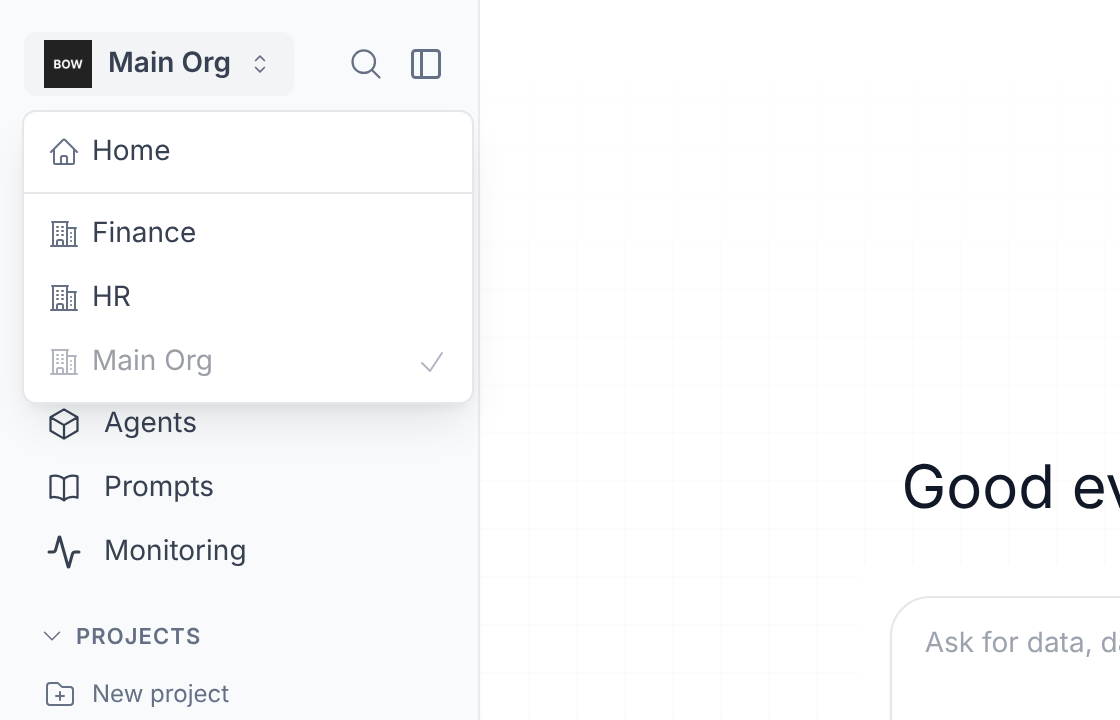 BOW
Main Org
Home
Finance
HR
Main Org
Agents
Prompts
Monitoring
PROJECTS
New project
Good ev
Ask for data, d